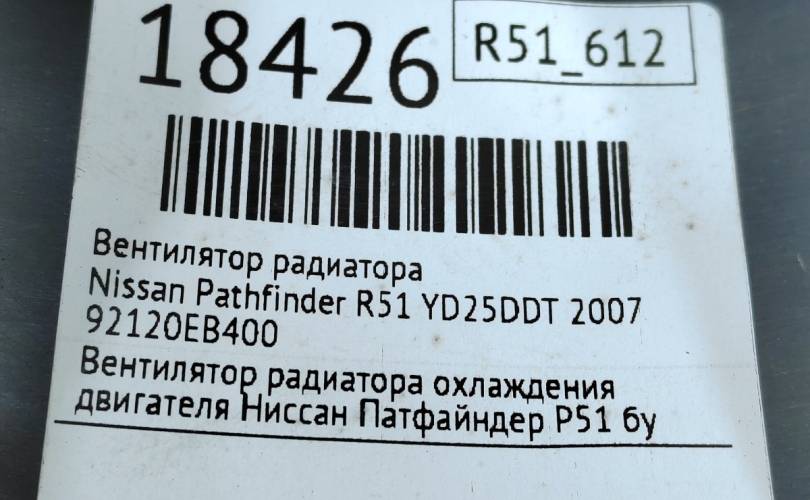 18426
R51_612
Вентилятор радиатора
Nissan Pathfinder R51 YD25DDT 2007
92120EB400
Вентилятор радиатора охлаждения
двигателя Ниссан Патфайндер Р51 бу